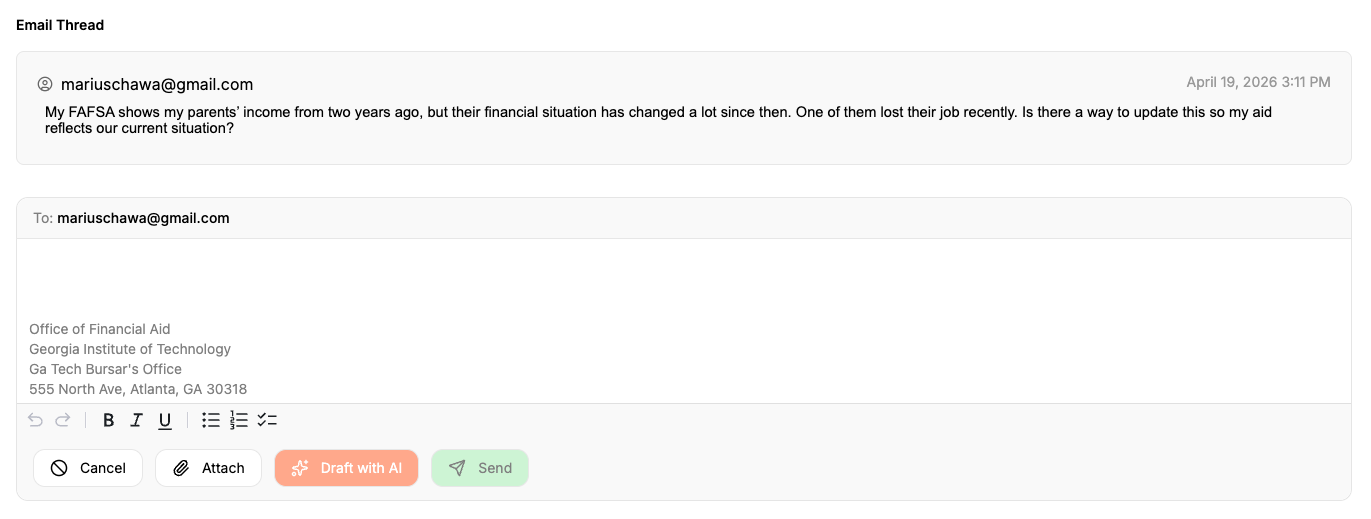 Email Thread
mariuschawa@gmail.com
April 19, 2026 3:11 PM
My FAFSA shows my parents’ income from two years ago, but their financial situation has changed a lot since then. One of them lost their job recently. Is there a way to update this so my aid
reflects our current situation?
To: mariuschawa@gmail.com
Office of Financial Aid
Georgia Institute of Technology
Ga Tech Bursar's Office
555 North Ave, Atlanta, GA 30318
B I U
Cancel
Attach
Draft with AI
Send